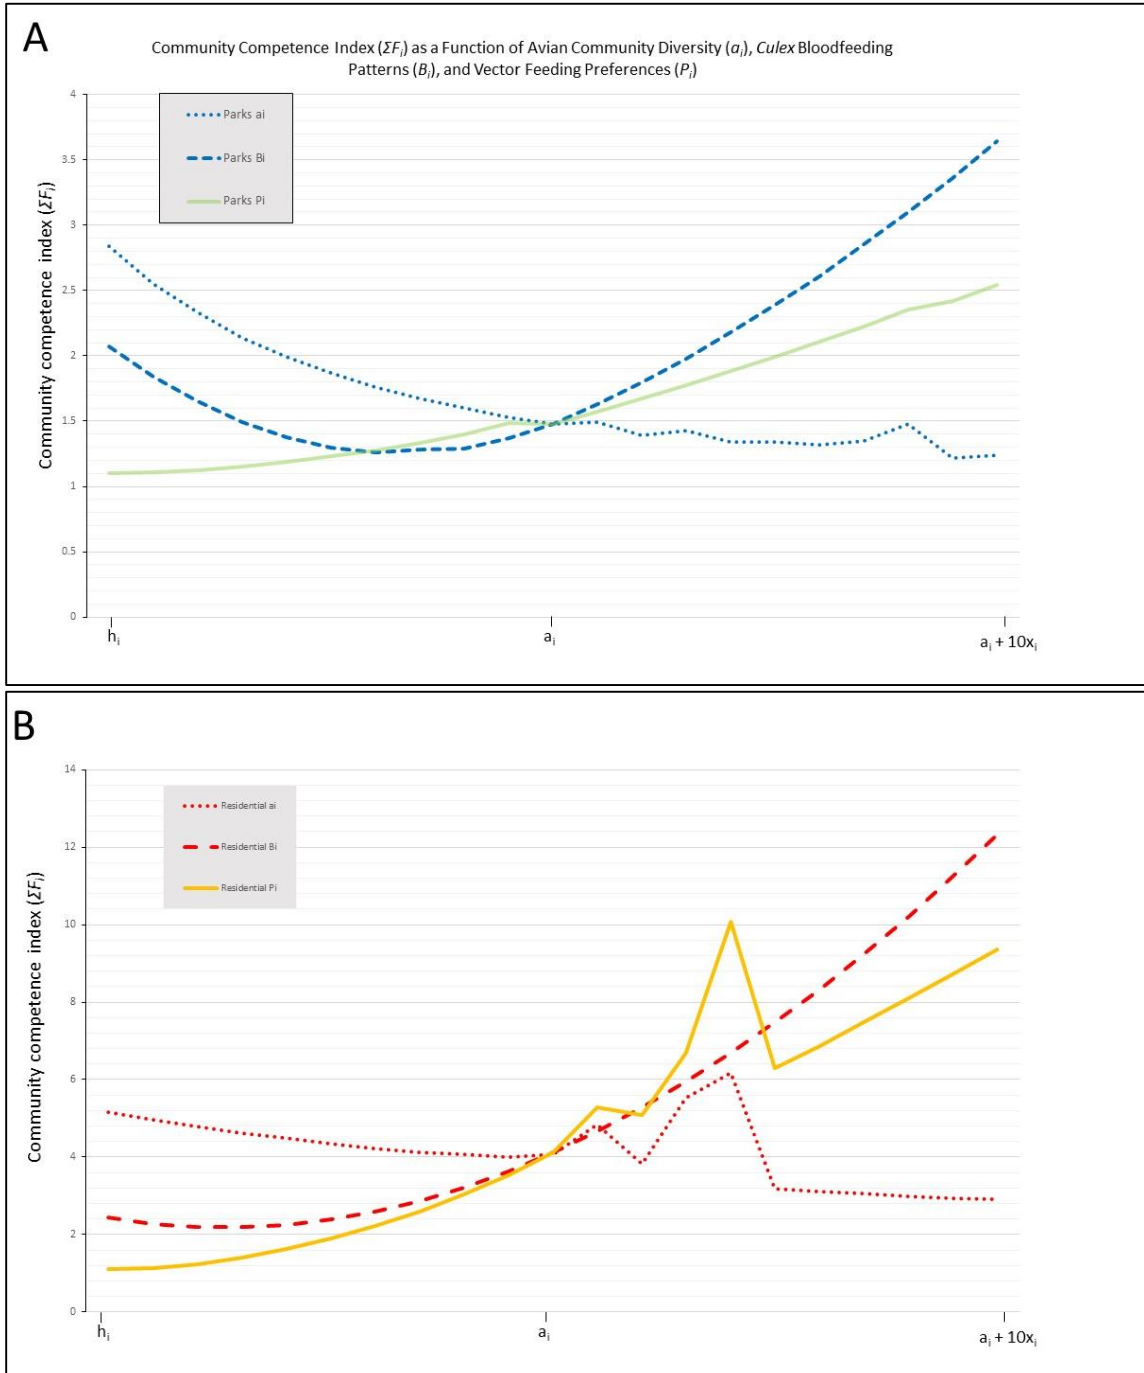 A
Community Competence Index (ΣFᵢ) as a Function of Avian Community Diversity (aᵢ), Culex Bloodfeeding
Patterns (Bᵢ), and Vector Feeding Preferences (Pᵢ)
4
3.5
3
2.5
2
1.5
1
0.5
0
Community competence index (ΣFᵢ)
Parks ai
Parks Bi
Parks Pi
hᵢ
aᵢ
aᵢ + 10xᵢ
B
14
12
10
8
6
4
2
0
Community competence index (ΣFᵢ)
Residential ai
Residential Bi
Residential Pi
hᵢ
aᵢ
aᵢ + 10xᵢ